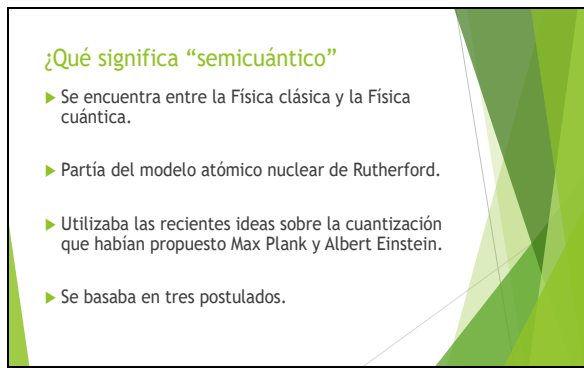 ¿Qué significa “semicuántico”
Se encuentra entre la Física clásica y la Física
cuántica.
Partía del modelo atómico nuclear de Rutherford.
Utilizaba las recientes ideas sobre la cuantización
que habían propuesto Max Plank y Albert Einstein.
Se basaba en tres postulados.